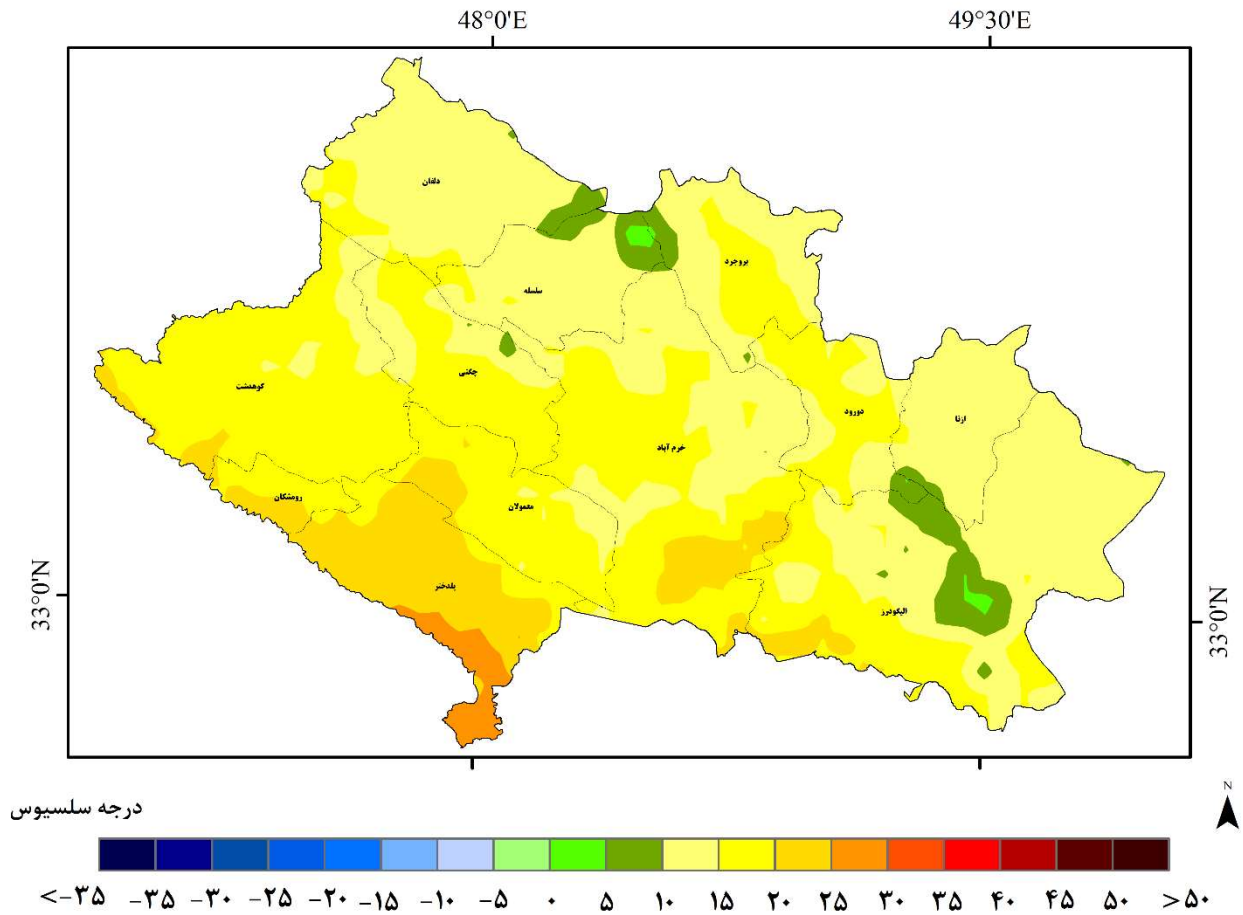 48°0'E 49°30'E
دلفان
بروجرد
سلسله
چگنی
کوهدشت
دورود
ازنا
خرم آباد
رومشکان
معمولان
پلدختر
الیگودرز
33°0'N 33°0'N
درجه سلسیوس
N
<-۳۵ -۳۵ -۳۰ -۲۵ -۲۰ -۱۵ -۱۰ -۵ ۰ ۵ ۱۰ ۱۵ ۲۰ ۲۵ ۳۰ ۳۵ ۴۰ ۴۵ ۵۰ >۵۰